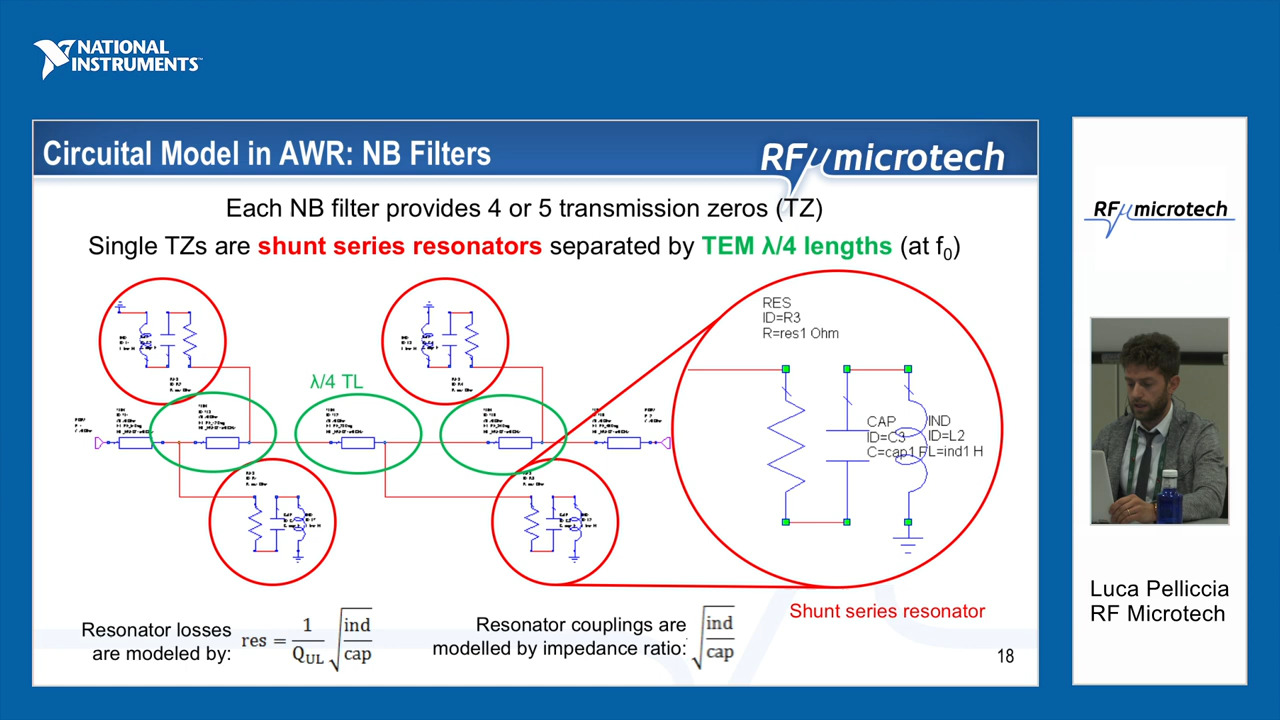 NATIONAL
INSTRUMENTS
Circuital Model in AWR: NB Filters
RFμmicrotech
Each NB filter provides 4 or 5 transmission zeros (TZ)
Single TZs are shunt series resonators separated by TEM λ/4 lengths (at f₀)
RES
ID=R3
R=res1 Ohm
λ/4 TL
CAP
ID=C3
C=cap1 F
IND
ID=L2
L=ind1 H
Shunt series resonator
Resonator losses
are modeled by:
res = 1/Q_UL √(ind/cap)
Resonator couplings are
modelled by impedance ratio:
√(ind/cap)
18
RFμmicrotech
Luca Pelliccia
RF Microtech